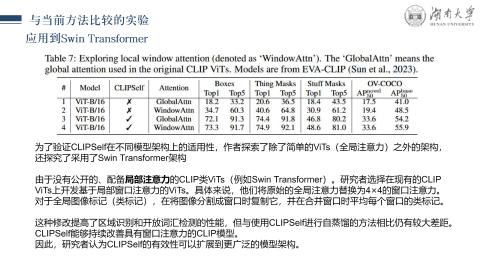 与当前方法比较的实验
湖南大学
HUNAN UNIVERSITY
应用到Swin Transformer
Table 7: Exploring local window attention (denoted as ‘WindowAttn’). The ‘GlobalAttn’ means the
global attention used in the original CLIP ViTs. Models are from EVA-CLIP (Sun et al., 2023).
# Model CLIPSelf Attention Boxes Thing Masks Stuff Masks OV-COCO
Top1 Top5 Top1 Top5 Top1 Top5 AP50novel AP50base
1 ViT-B/16 ✗ GlobalAttn 18.2 33.2 20.6 36.5 18.4 43.5 17.5 41.0
2 ViT-B/16 ✗ WindowAttn 34.7 60.3 40.6 64.8 30.9 61.2 19.4 48.5
3 ViT-B/16 ✓ GlobalAttn 72.1 91.3 74.4 91.8 46.8 80.2 33.6 54.2
4 ViT-B/16 ✓ WindowAttn 73.3 91.7 74.9 92.1 48.6 81.0 33.6 55.9
为了验证CLIPSelf在不同模型架构上的适用性，作者探索了除了简单的ViTs（全局注意力）之外的架构，
还探究了采用了Swin Transformer架构
由于没有公开的、配备局部注意力的CLIP类ViTs（例如Swin Transformer）。研究者选择在现有的CLIP
ViTs上开发基于局部窗口注意力的ViTs。具体来说，他们将原始的全局注意力替换为4×4的窗口注意力。
对于全局图像标记（类标记），在将图像分割成窗口时复制它，并在合并窗口时平均每个窗口的类标记。
这种修改提高了区域识别和开放词汇检测的性能，但与使用CLIPSelf进行自蒸馏的方法相比仍有较大差距。
CLIPSelf能够持续改善具有窗口注意力的CLIP模型。
因此，研究者认为CLIPSelf的有效性可以扩展到更广泛的模型架构。